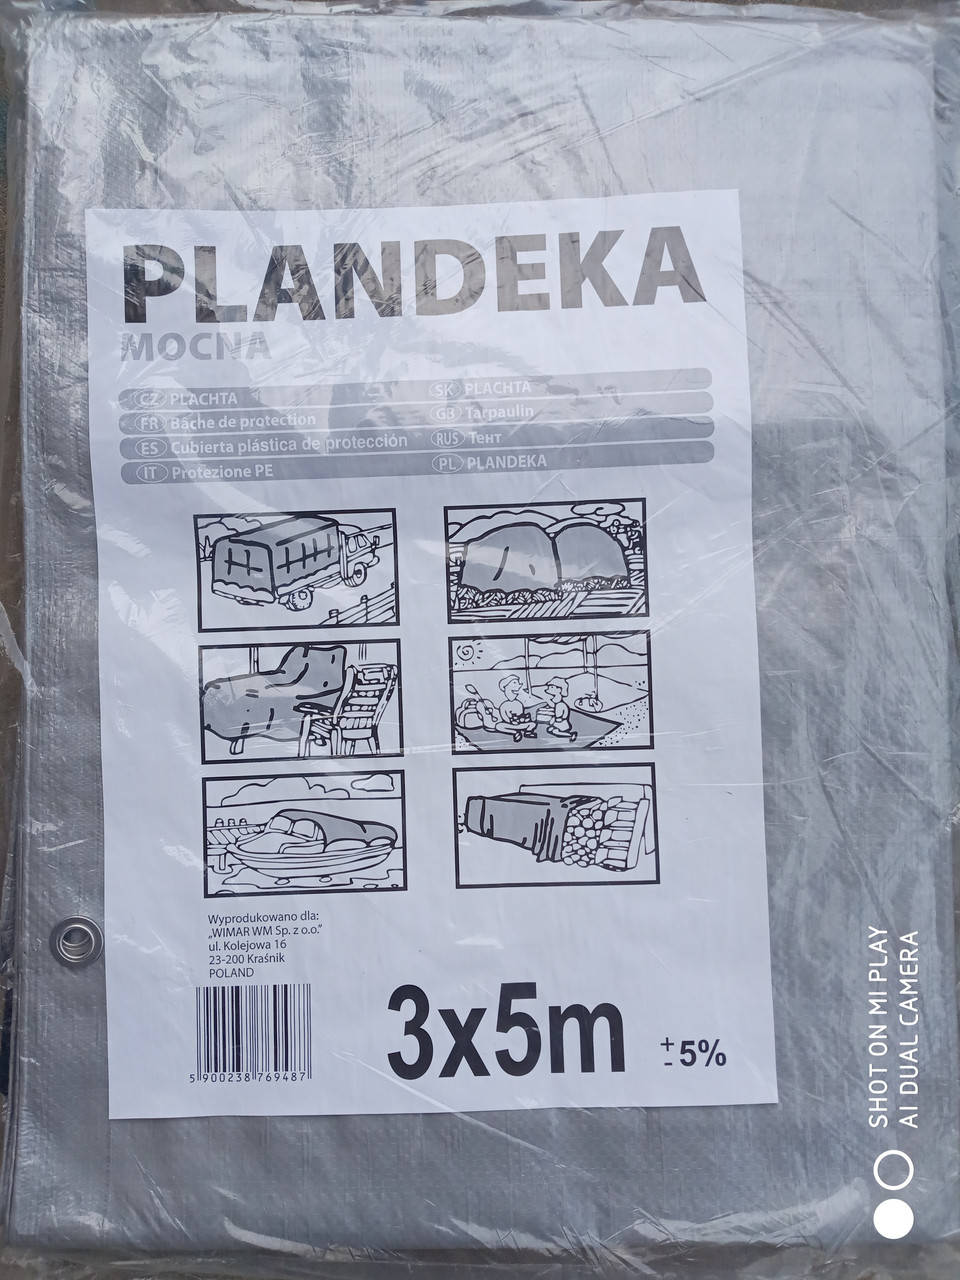 PLANDEKA
MOCNA
CZ PLACHTA
SK PLACHTA
FR Bâche de protection
GB Tarpaulin
ES Cubierta plástica de protección
RUS Тент
IT Protezione PE
PL PLANDEKA
Wyprodukowano dla:
„WIMAR WM Sp. z o.o.”
ul. Kolejowa 16
23-200 Kraśnik
POLAND
5 900238 769487
3x5m
+
- 5%
SHOT ON MI PLAY
AI DUAL CAMERA